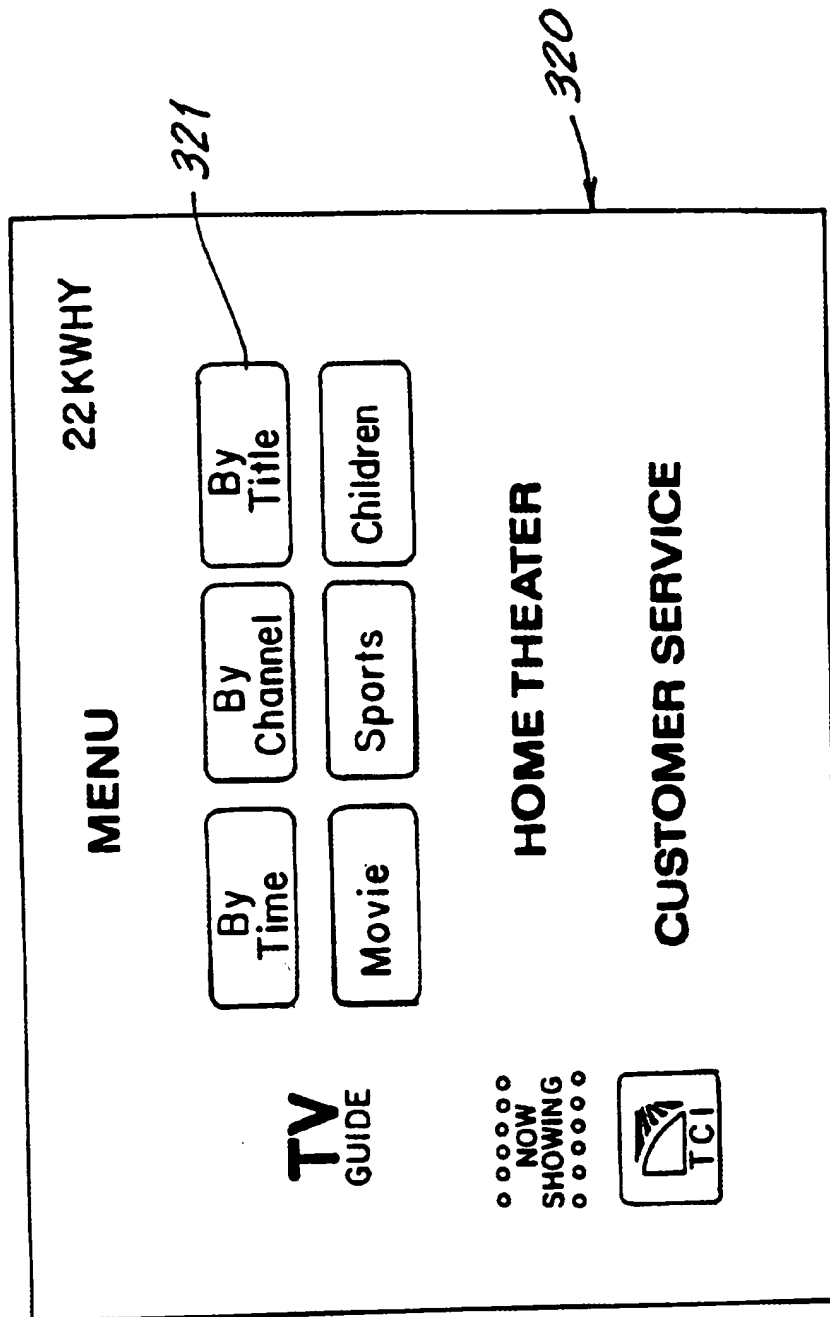 MENU 22 KWHY
321
TV
GUIDE
By
Time
By
Channel
By
Title
Movie
Sports
Children
NOW
SHOWING
HOME THEATER
TCI
CUSTOMER SERVICE
320